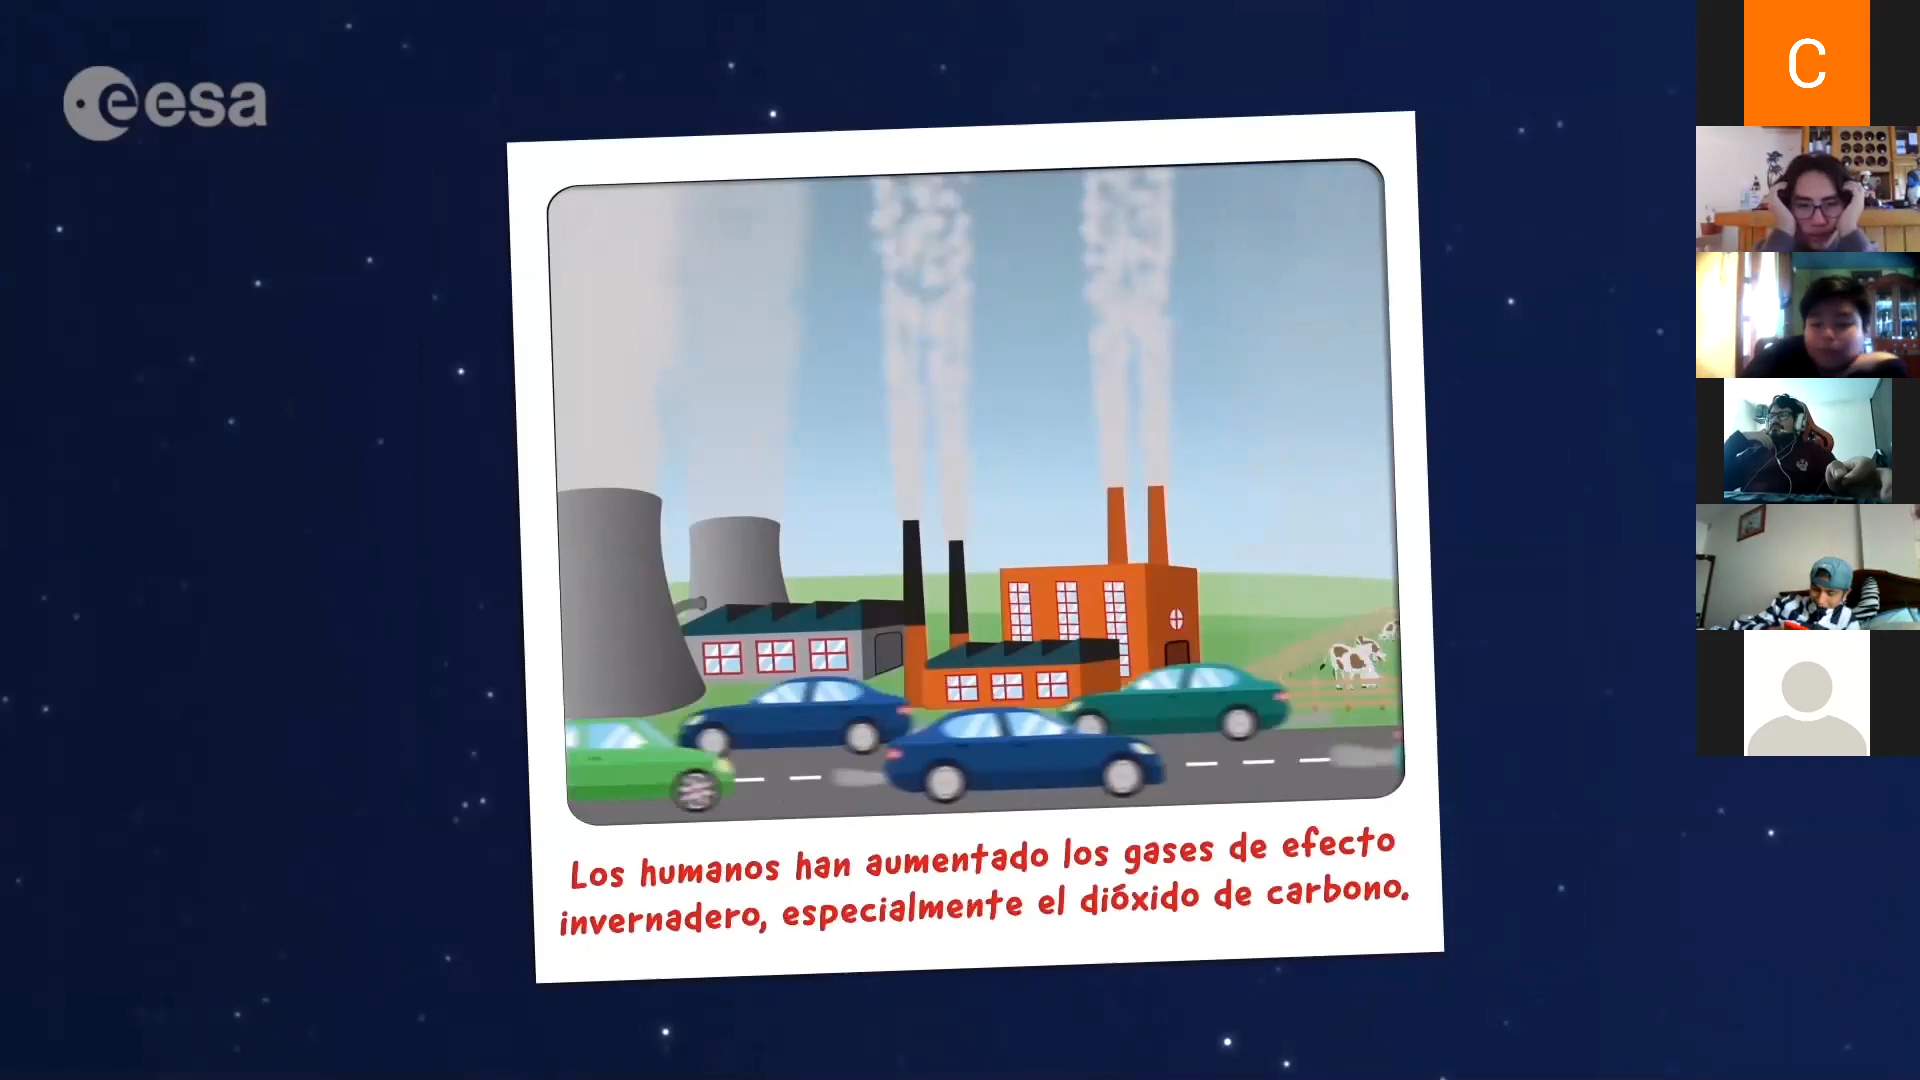 esa
C
Los humanos han aumentado los gases de efecto
invernadero, especialmente el dióxido de carbono.